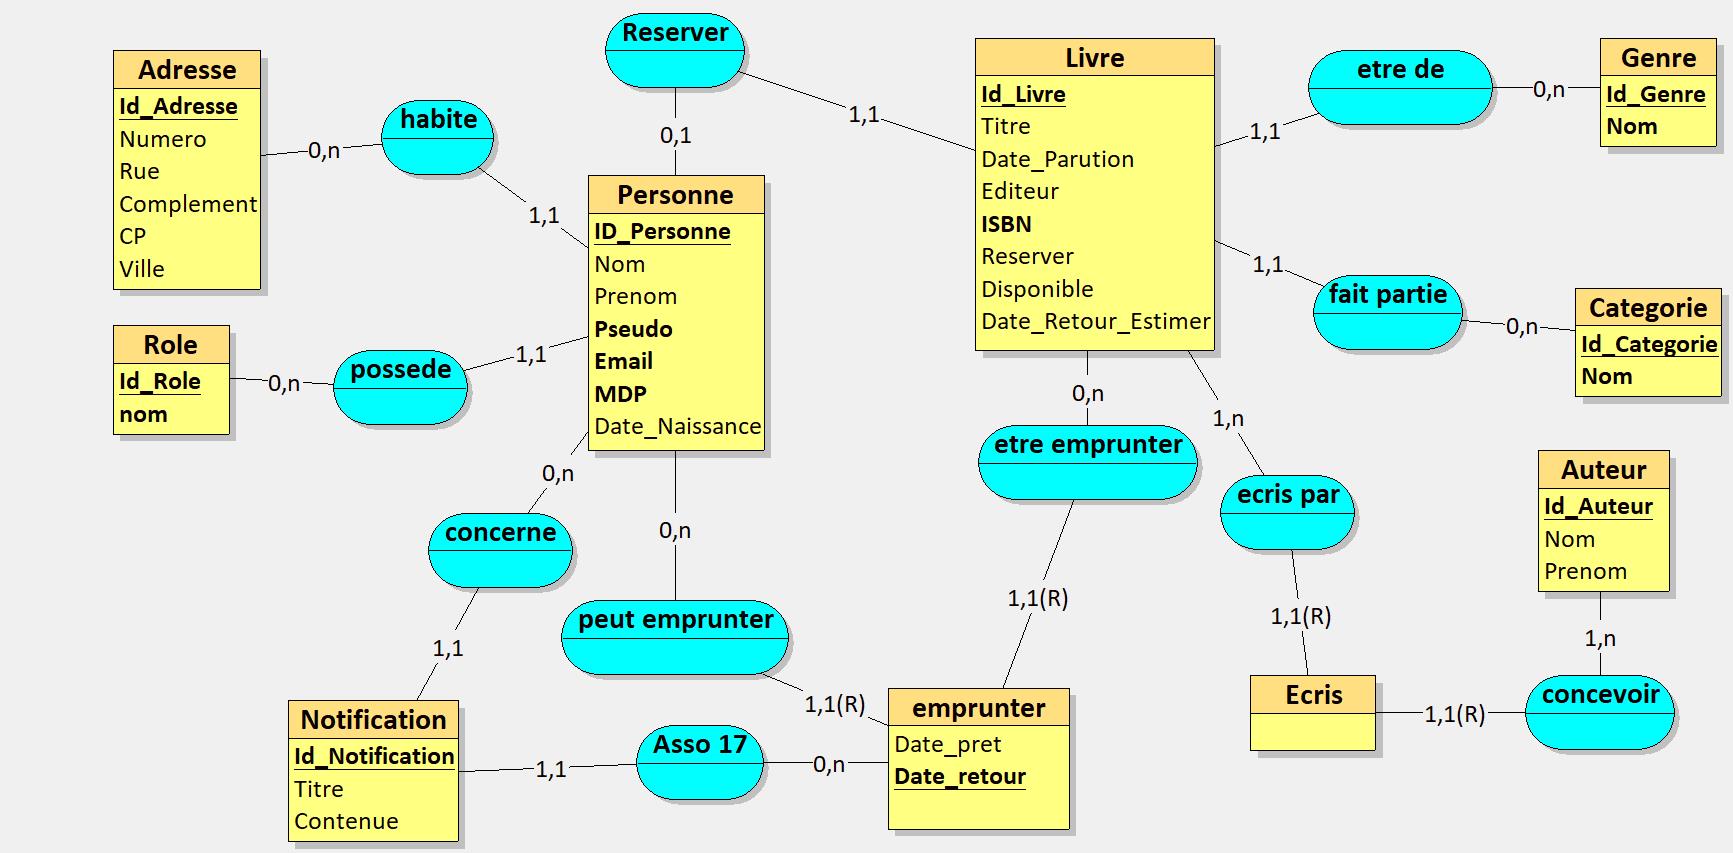 Reserver
0,1
1,1
Adresse
Id_Adresse
Numero
Rue
Complement
CP
Ville
0,n
habite
1,1
Personne
ID_Personne
Nom
Prenom
Pseudo
Email
MDP
Date_Naissance
Role
Id_Role
nom
0,n
possede
1,1
Livre
Id_Livre
Titre
Date_Parution
Editeur
ISBN
Reserver
Disponible
Date_Retour_Estimer
1,1
etre de
0,n
Genre
Id_Genre
Nom
1,1
fait partie
0,n
Categorie
Id_Categorie
Nom
0,n
etre emprunter
1,1(R)
1,n
ecris par
1,1(R)
Auteur
Id_Auteur
Nom
Prenom
1,n
concevoir
1,1(R)
Ecris
0,n
concerne
1,1
0,n
peut emprunter
1,1(R)
Notification
Id_Notification
Titre
Contenue
1,1
Asso 17
0,n
emprunter
Date_pret
Date_retour